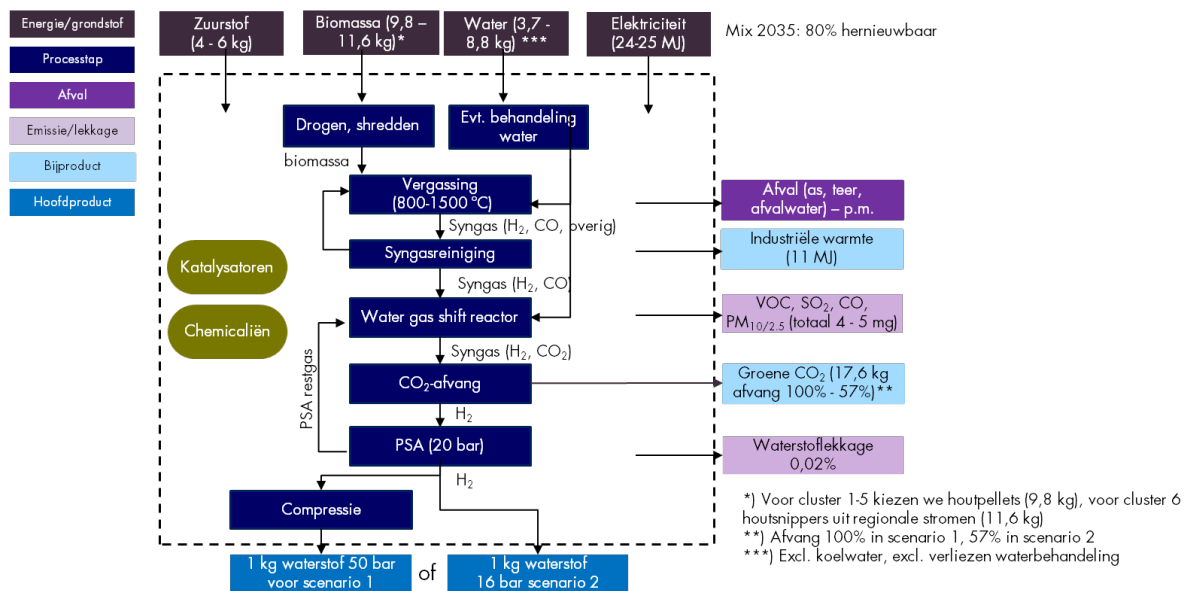 Energie/grondstof
Processtap
Afval
Emissie/lekkage
Bijproduct
Hoofdproduct
Zuurstof
(4 - 6 kg)
Biomassa (9,8 –
11,6 kg)*
Water (3,7 -
8,8 kg) ***
Elektriciteit
(24-25 MJ)
Mix 2035: 80% hernieuwbaar
Drogen, shredden
Evt. behandeling
water
biomassa
Vergassing
(800-1500 °C)
Syngas (H₂, CO, overig)
Syngasreiniging
Syngas (H₂, CO)
Katalysatoren
Chemicaliën
Water gas shift reactor
Syngas (H₂, CO₂)
PSA restgas
CO₂-afvang
H₂
PSA (20 bar)
H₂
Compressie
1 kg waterstof 50 bar
voor scenario 1
of
1 kg waterstof
16 bar scenario 2
Afval (as, teer,
afvalwater) – p.m.
Industriële warmte
(11 MJ)
VOC, SO₂, CO,
PM₁₀/₂.₅ (totaal 4 - 5 mg)
Groene CO₂ (17,6 kg
afvang 100% - 57%)**
Waterstoflekkage
0,02%
*) Voor cluster 1-5 kiezen we houtpellets (9,8 kg), voor cluster 6
houtsnippers uit regionale stromen (11,6 kg)
**) Afvang 100% in scenario 1, 57% in scenario 2
***) Excl. koelwater, excl. verliezen waterbehandeling